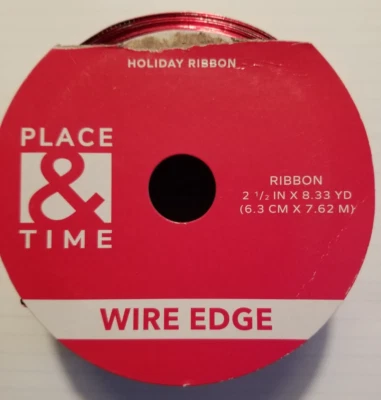 HOLIDAY RIBBON
PLACE
&
TIME
RIBBON
2 1/2 IN X 8.33 YD
(6.3 CM X 7.62 M)
WIRE EDGE